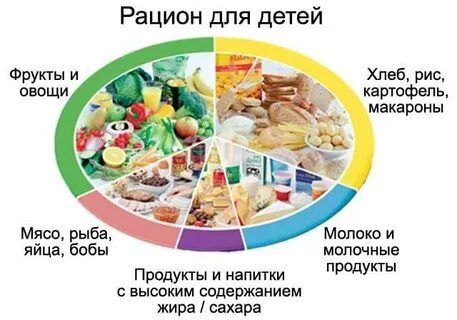 Рацион для детей
Фрукты и
овощи
Хлеб, рис,
картофель,
макароны
Мясо, рыба,
яйца, бобы
Молоко и
молочные
продукты
Продукты и напитки
с высоким содержанием
жира / сахара